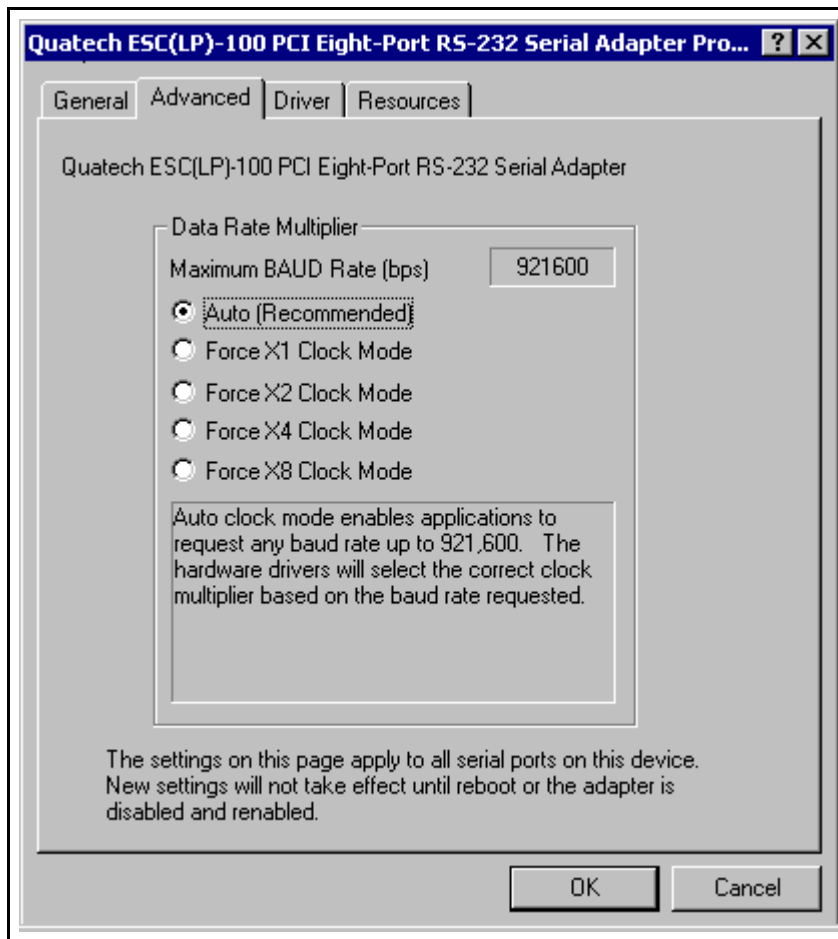 Quatech ESC(LP)-100 PCI Eight-Port RS-232 Serial Adapter Pro...
General Advanced Driver Resources
Quatech ESC(LP)-100 PCI Eight-Port RS-232 Serial Adapter
Data Rate Multiplier
Maximum BAUD Rate (bps) 921600
Auto (Recommended)
Force X1 Clock Mode
Force X2 Clock Mode
Force X4 Clock Mode
Force X8 Clock Mode
Auto clock mode enables applications to
request any baud rate up to 921,600. The
hardware drivers will select the correct clock
multiplier based on the baud rate requested.
The settings on this page apply to all serial ports on this device.
New settings will not take effect until reboot or the adapter is
disabled and renabled.
OK Cancel